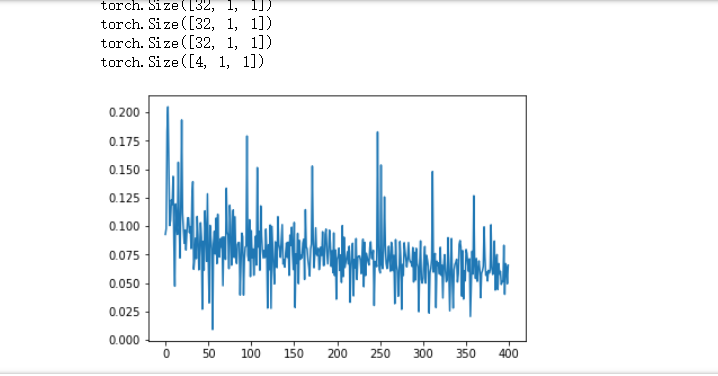 torch.Size([32, 1, 1])
torch.Size([32, 1, 1])
torch.Size([32, 1, 1])
torch.Size([4, 1, 1])
0.200
0.175
0.150
0.125
0.100
0.075
0.050
0.025
0.000
0 50 100 150 200 250 300 350 400